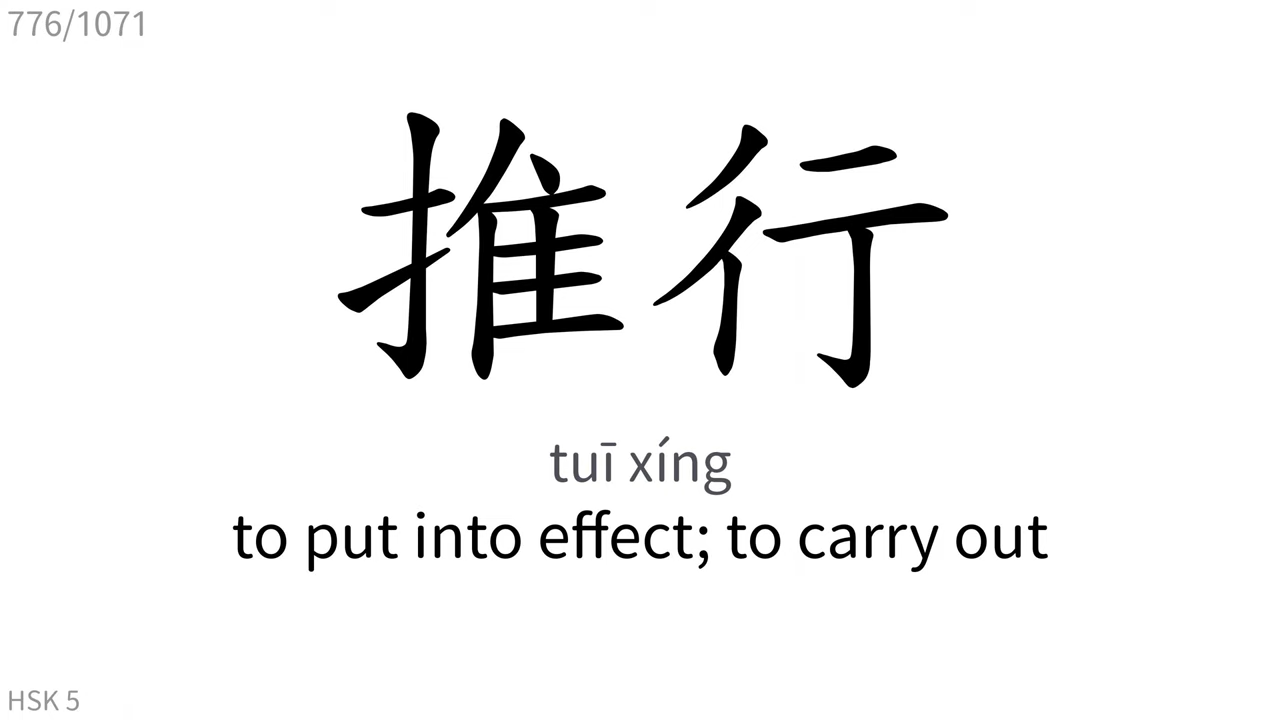 776/1071
推行
tuī xíng
to put into effect; to carry out
HSK 5